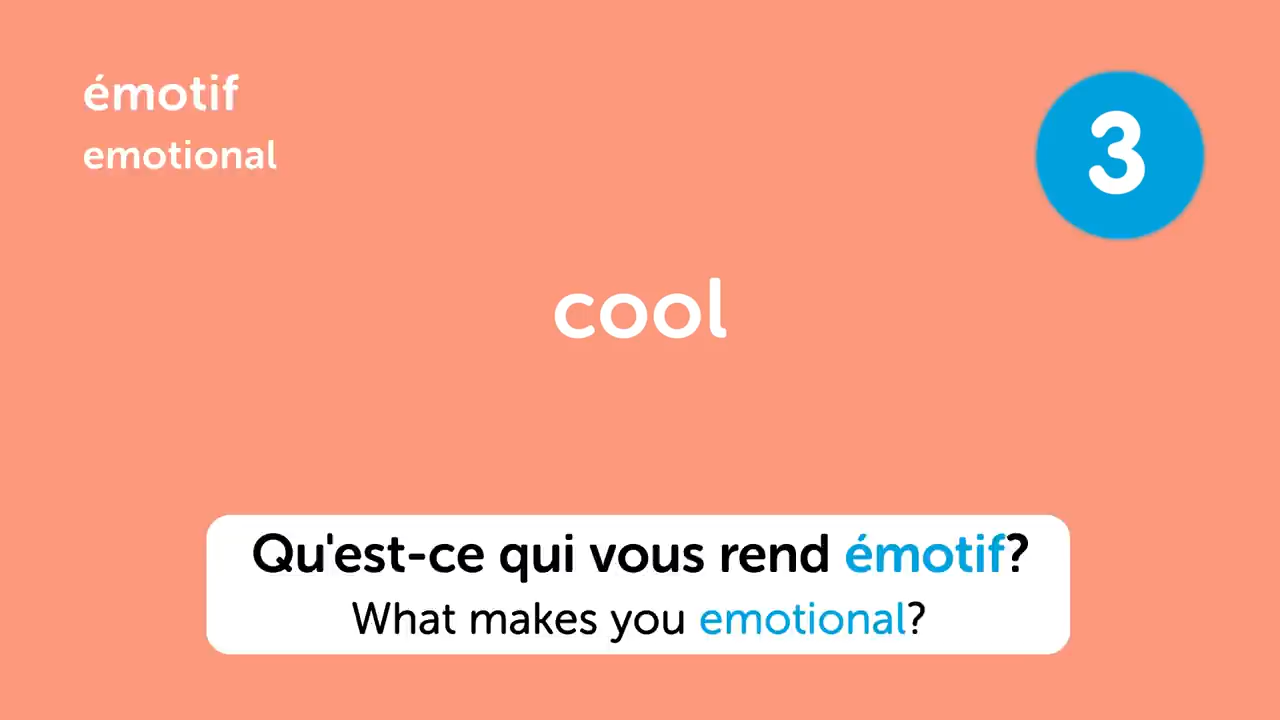 émotif
emotional
3
cool
Qu'est-ce qui vous rend émotif?
What makes you emotional?